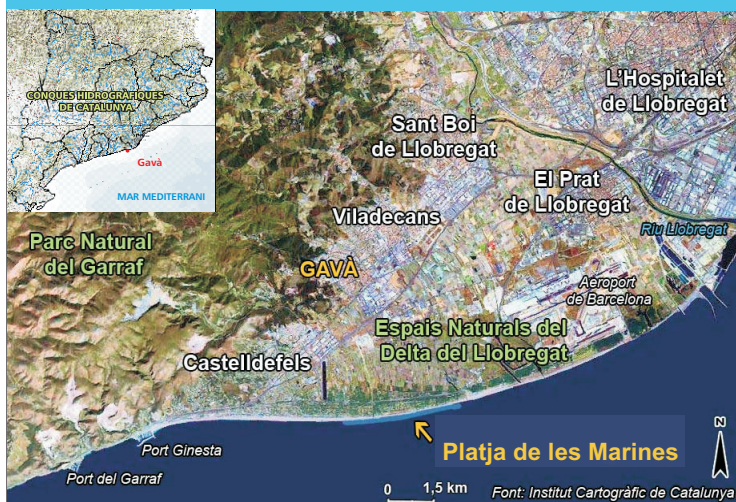 CONQUES HIDROGRÀFIQUES
DE CATALUNYA
Gavà
MAR MEDITERRANI
L'Hospitalet
de Llobregat
Sant Boi
de Llobregat
El Prat
de Llobregat
Viladecans
Riu Llobregat
Parc Natural
del Garraf
GAVÀ
Aeroport
de Barcelona
Espais Naturals del
Delta del Llobregat
Castelldefels
Port Ginesta
Port del Garraf
Platja de les Marines
N
0 1,5 km
Font: Institut Cartogràfic de Catalunya